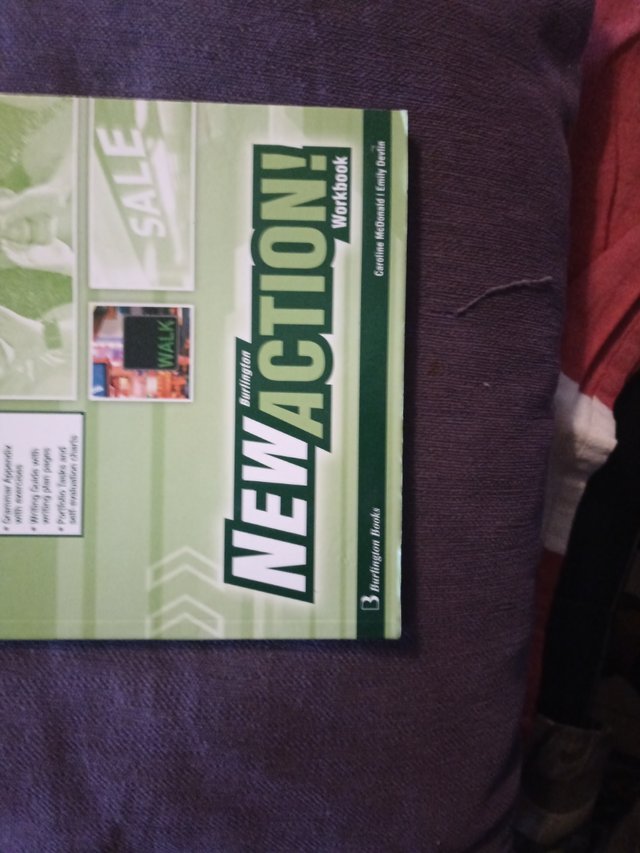 SALE
WALK
• Grammar Appendix
with exercises
• Writing Guide with
writing plan pages
• Portfolio Tasks and
self-evaluation charts
Burlington
NEW ACTION!
Workbook
Burlington Books
Caroline McDonald | Emily Devlin